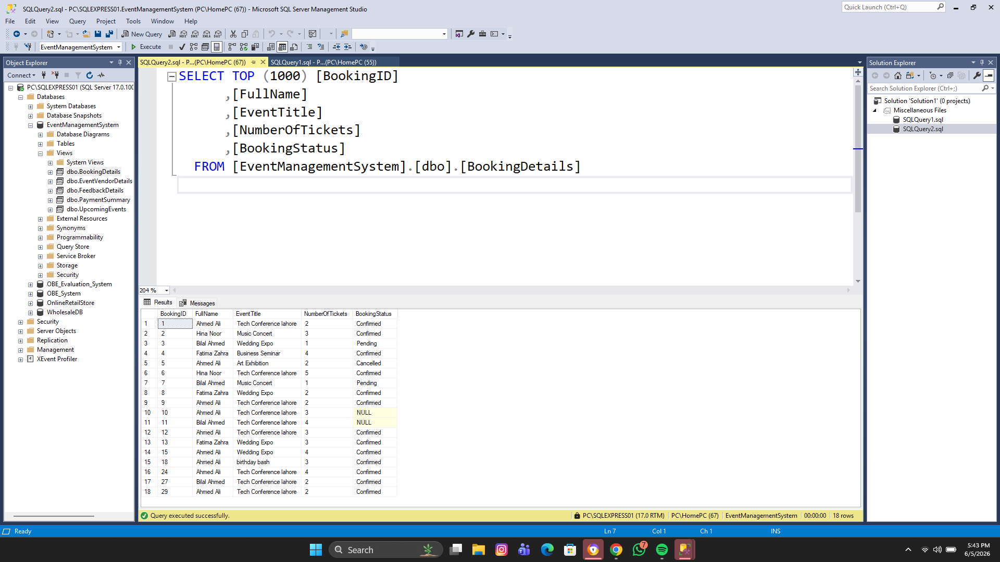 SQLQuery2.sql - PC\SQLEXPRESS01.EventManagementSystem (PC\HomePC (67)) - Microsoft SQL Server Management Studio
Quick Launch (Ctrl+Q)
File Edit View Query Project Tools Window Help
New Query
MDX DMX XMLA DAX
EventManagementSystem Execute
Object Explorer
Connect
PC\SQLEXPRESS01 (SQL Server 17.0.100
Databases
System Databases
Database Snapshots
EventManagementSystem
Database Diagrams
Tables
Views
System Views
dbo.BookingDetails
dbo.EventVendorDetails
dbo.FeedbackDetails
dbo.PaymentSummary
dbo.UpcomingEvents
External Resources
Synonyms
Programmability
Query Store
Service Broker
Storage
Security
OBE_Evaluation_System
OBE_System
OnlineRetailStore
WholesaleDB
Security
Server Objects
Replication
Management
XEvent Profiler
SQLQuery2.sql - P...(PC\HomePC (67)) SQLQuery1.sql - P...(PC\HomePC (55))
SELECT TOP (1000) [BookingID]
,[FullName]
,[EventTitle]
,[NumberOfTickets]
,[BookingStatus]
FROM [EventManagementSystem].[dbo].[BookingDetails]
204 %
Results Messages
BookingID FullName EventTitle NumberOfTickets BookingStatus
1 1 Ahmed Ali Tech Conference lahore 2 Confirmed
2 2 Hina Noor Music Concert 3 Confirmed
3 3 Bilal Ahmed Wedding Expo 1 Pending
4 4 Fatima Zahra Business Seminar 4 Confirmed
5 5 Ahmed Ali Art Exhibition 2 Cancelled
6 6 Hina Noor Tech Conference lahore 5 Confirmed
7 7 Bilal Ahmed Music Concert 1 Pending
8 8 Fatima Zahra Wedding Expo 2 Confirmed
9 9 Ahmed Ali Tech Conference lahore 2 Confirmed
10 10 Ahmed Ali Tech Conference lahore 3 NULL
11 11 Bilal Ahmed Tech Conference lahore 4 NULL
12 12 Ahmed Ali Tech Conference lahore 3 Confirmed
13 13 Fatima Zahra Wedding Expo 3 Confirmed
14 15 Ahmed Ali Wedding Expo 4 Confirmed
15 18 Ahmed Ali birthday bash 3 Confirmed
16 24 Ahmed Ali Tech Conference lahore 4 Confirmed
17 27 Bilal Ahmed Tech Conference lahore 2 Confirmed
18 29 Ahmed Ali Tech Conference lahore 2 Confirmed
Query executed successfully. PC\SQLEXPRESS01 (17.0 RTM) PC\HomePC (67) EventManagementSystem 00:00:00 18 rows
Solution Explorer
Search Solution Explorer (Ctrl+;)
Solution 'Solution1' (0 projects)
Miscellaneous Files
SQLQuery1.sql
SQLQuery2.sql
Ready Ln 7 Col 1 Ch 1 INS
Search
7
5:43 PM
6/5/2026